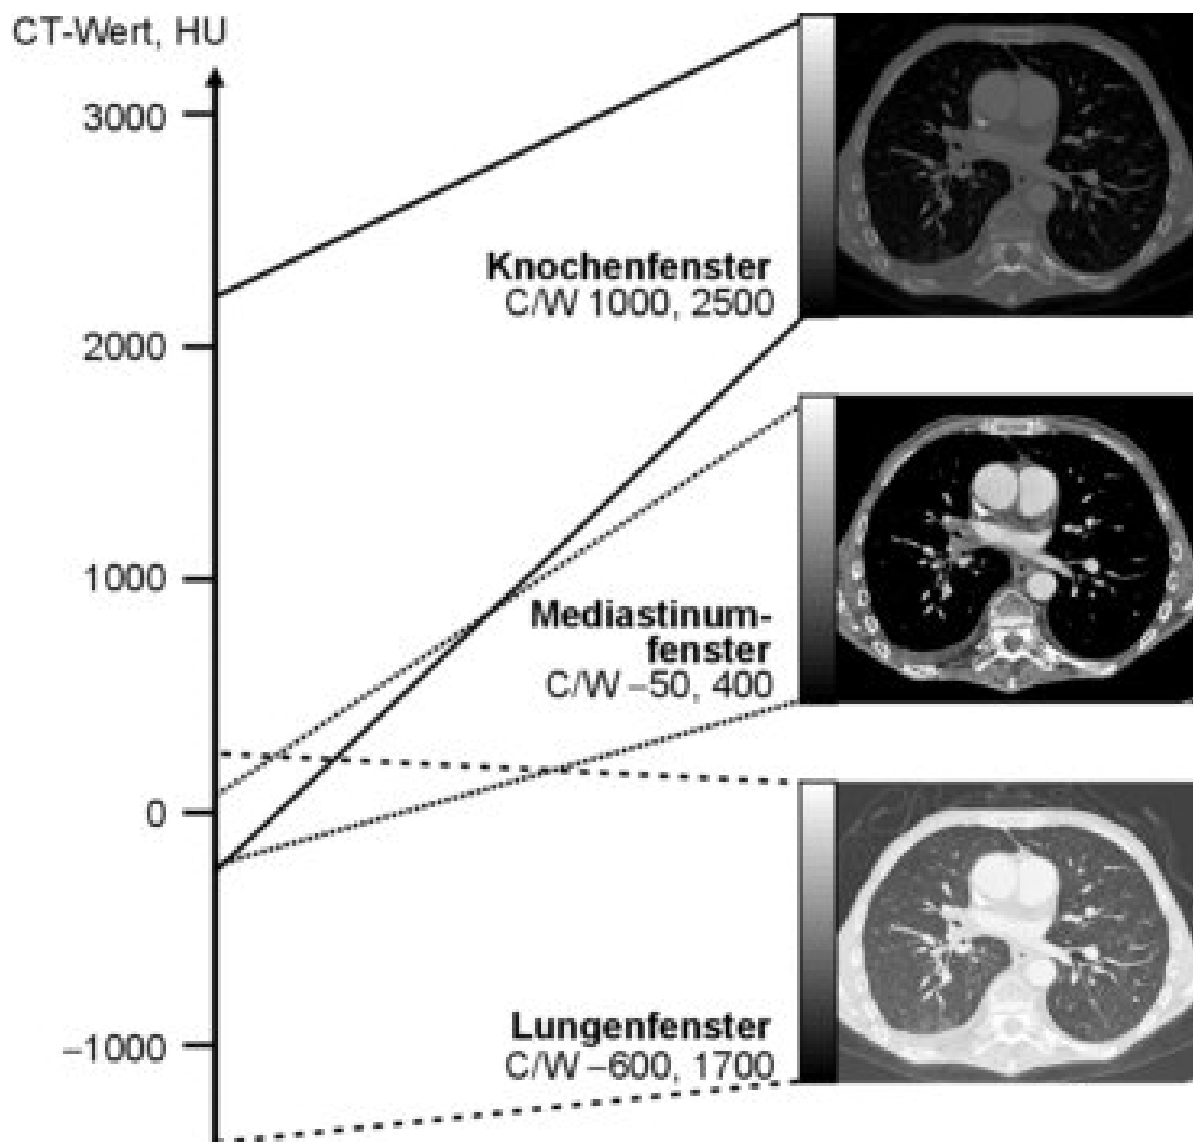 CT-Wert, HU
3000
2000
1000
0
–1000
Knochenfenster
C/W 1000, 2500
Mediastinum-
fenster
C/W –50, 400
Lungenfenster
C/W –600, 1700